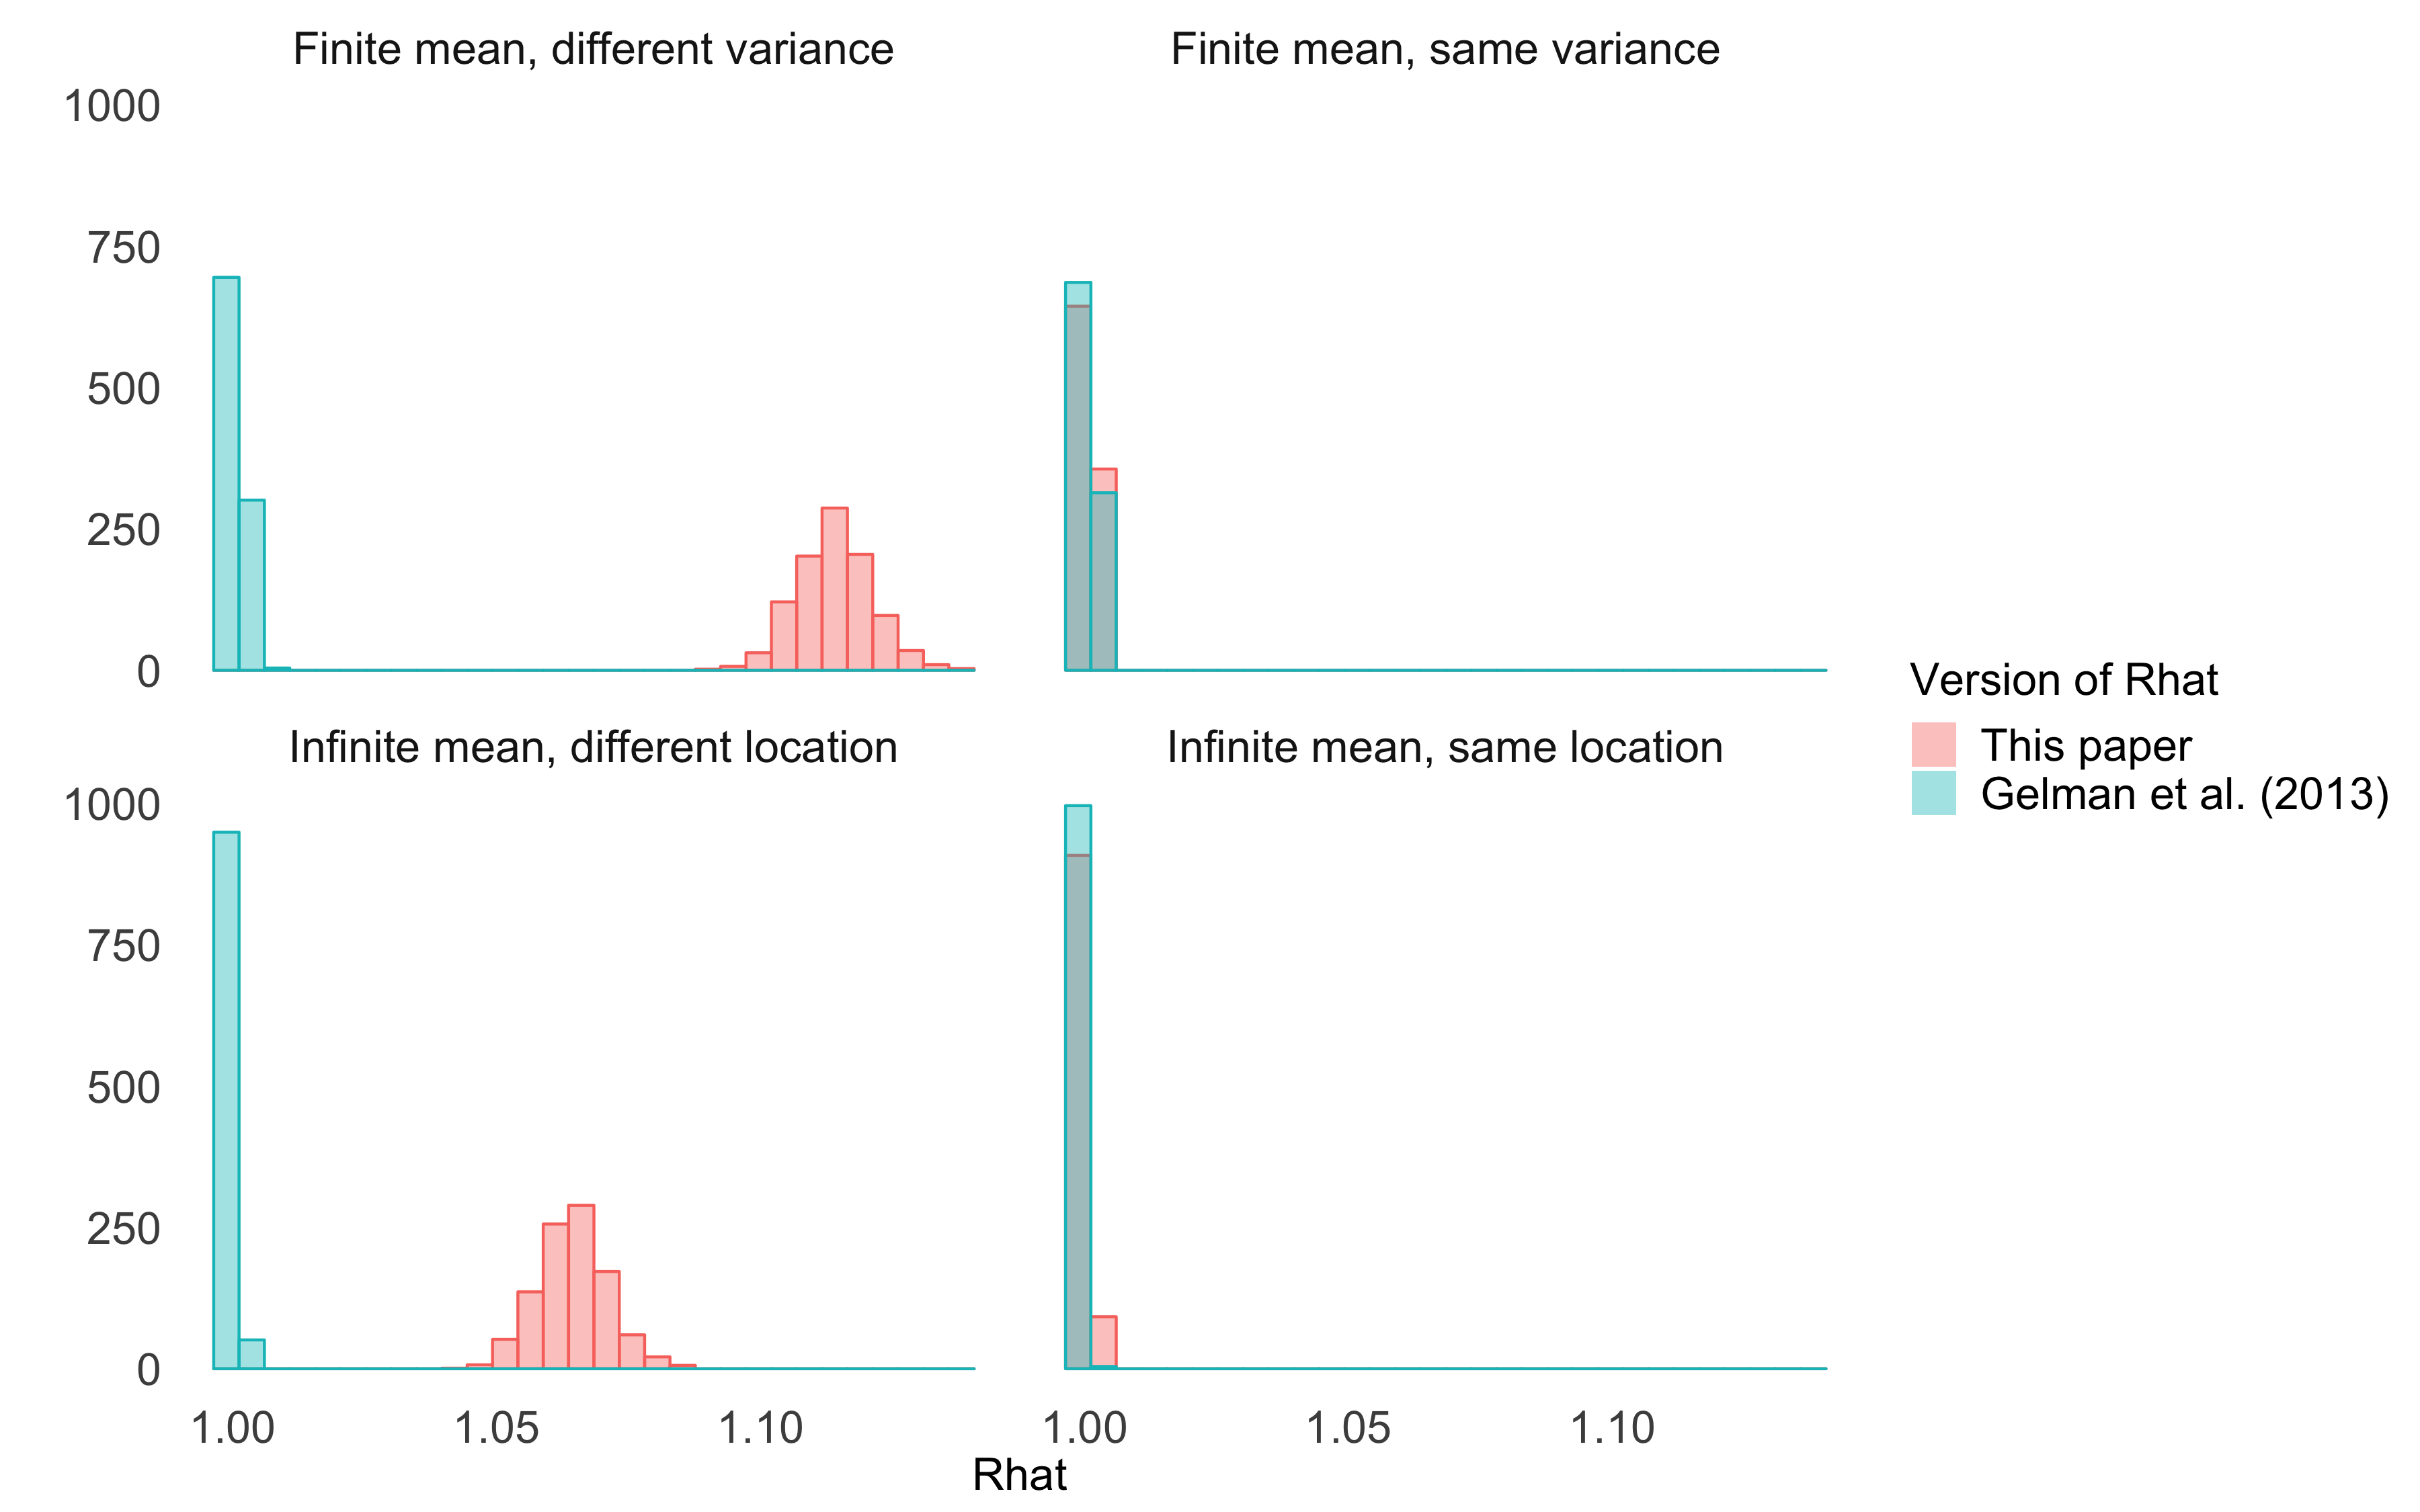 Finite mean, different variance
Finite mean, same variance
1000
750
500
250
0
Infinite mean, different location
Infinite mean, same location
1000
750
500
250
0
1.00
1.05
1.10
1.00
1.05
1.10
Rhat
Version of Rhat
This paper
Gelman et al. (2013)